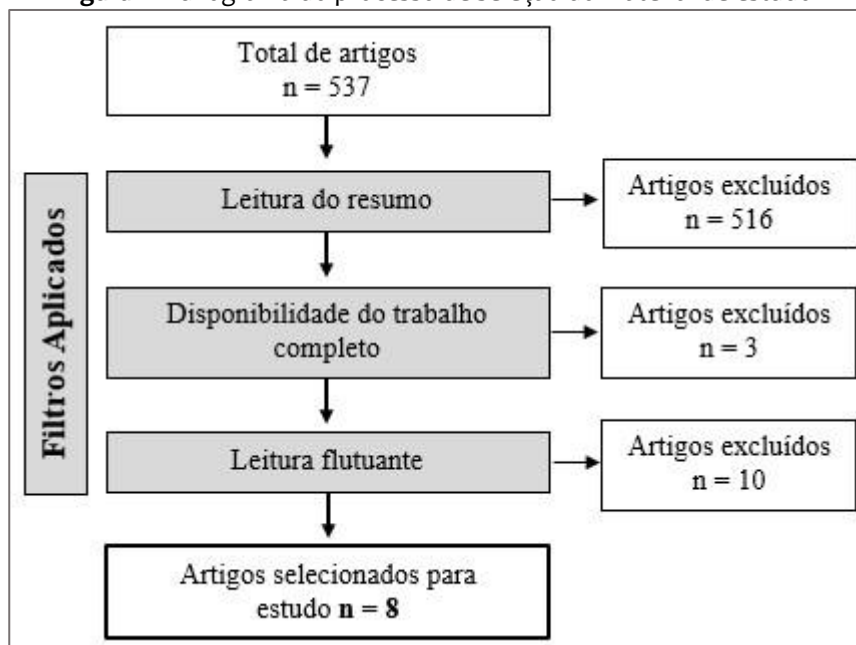 Total de artigos
n = 537
Filtros Aplicados
Leitura do resumo
Artigos excluídos
n = 516
Disponibilidade do trabalho
completo
Artigos excluídos
n = 3
Leitura flutuante
Artigos excluídos
n = 10
Artigos selecionados para
estudo n = 8